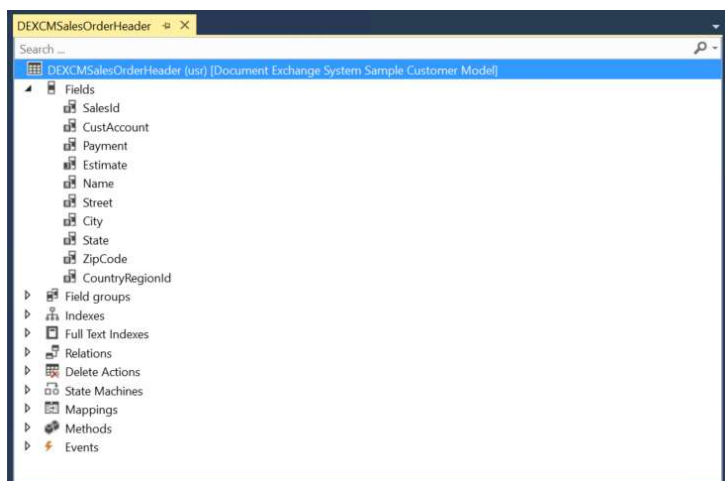 DEXCMSalesOrderHeader
Search ...
DEXCMSalesOrderHeader (usr) [Document Exchange System Sample Customer Model]
Fields
SalesId
CustAccount
Payment
Estimate
Name
Street
City
State
ZipCode
CountryRegionId
Field groups
Indexes
Full Text Indexes
Relations
Delete Actions
State Machines
Mappings
Methods
Events